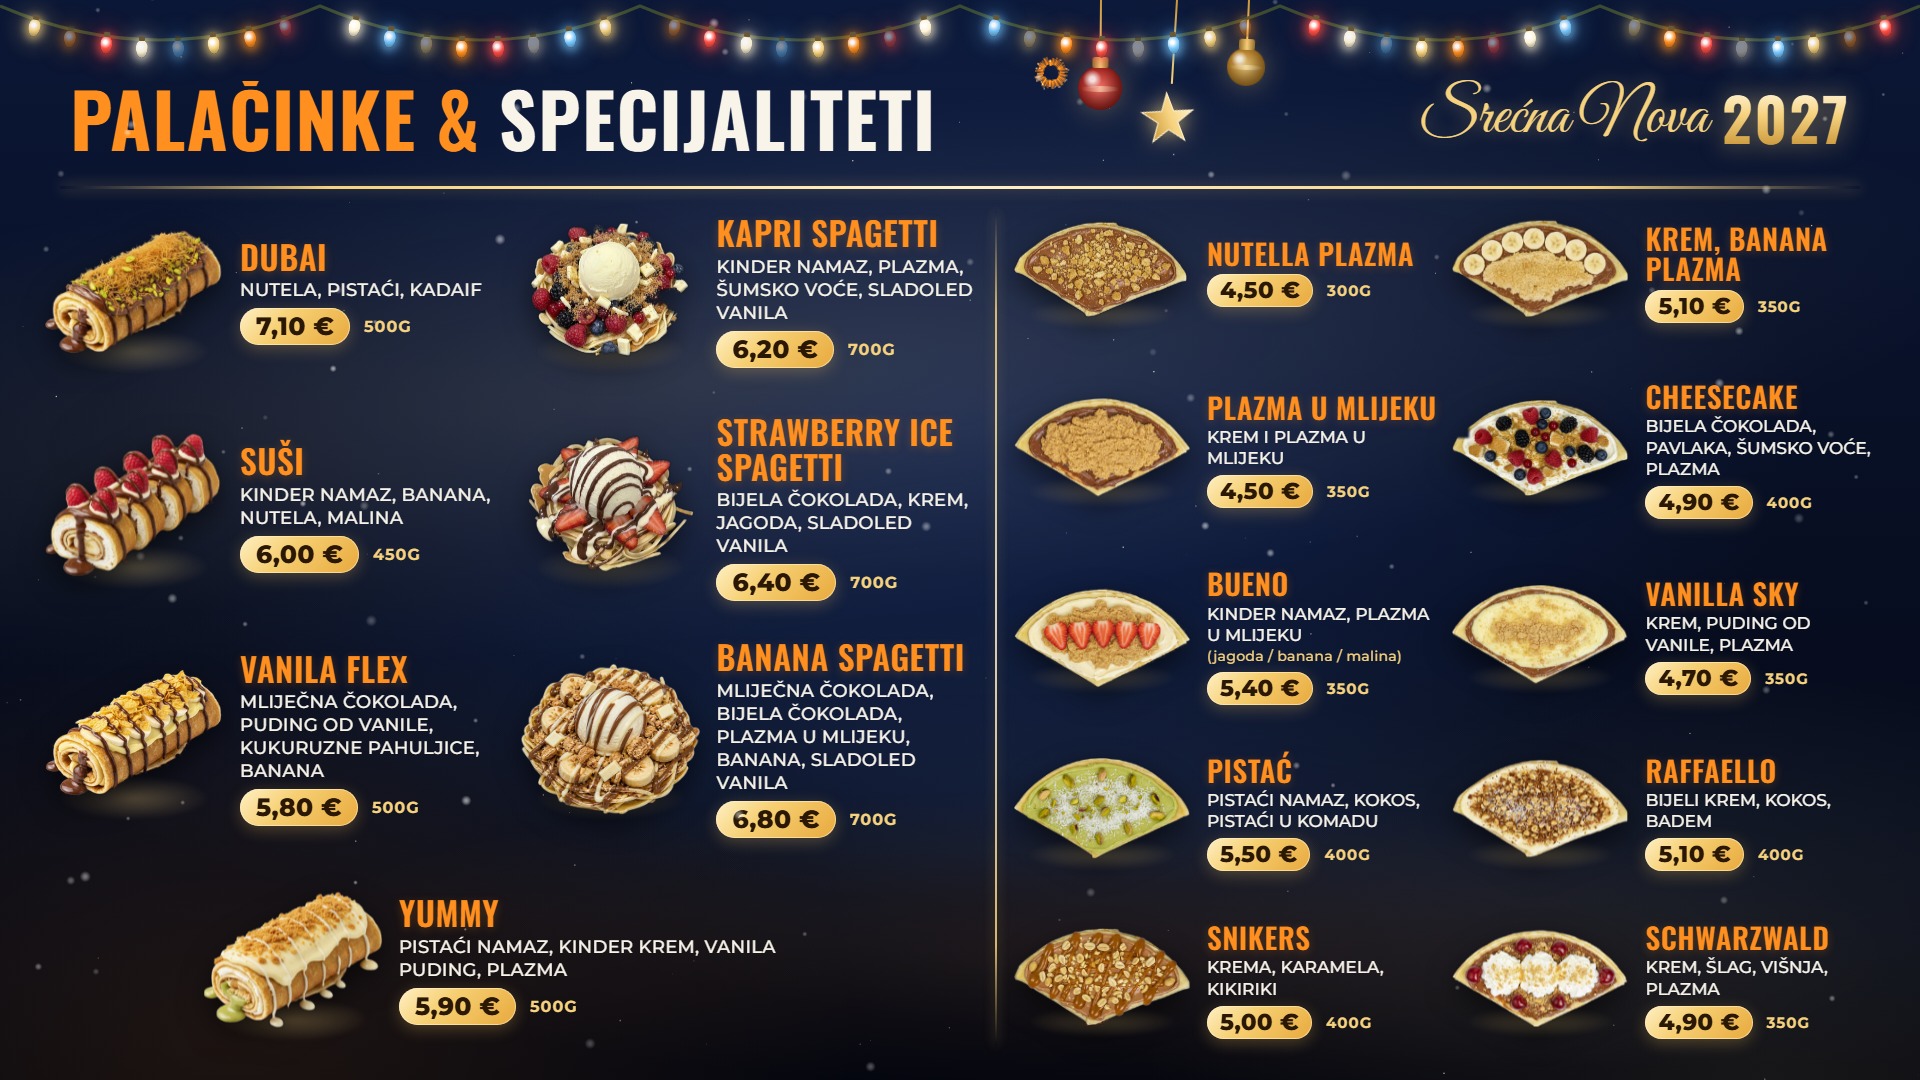 PALAČINKE & SPECIJALITETI
Srećna Nova 2027
DUBAI
NUTELA, PISTAĆI, KADAIF
7,10 € 500G
SUŠI
KINDER NAMAZ, BANANA,
NUTELA, MALINA
6,00 € 450G
VANILA FLEX
MLIJEČNA ČOKOLADA,
PUDING OD VANILE,
KUKURUZNE PAHULJICE,
BANANA
5,80 € 500G
KAPRI SPAGETTI
KINDER NAMAZ, PLAZMA,
ŠUMSKO VOĆE, SLADOLED
VANILA
6,20 € 700G
STRAWBERRY ICE
SPAGETTI
BIJELA ČOKOLADA, KREM,
JAGODA, SLADOLED
VANILA
6,40 € 700G
BANANA SPAGETTI
MLIJEČNA ČOKOLADA,
BIJELA ČOKOLADA,
PLAZMA U MLIJEKU,
BANANA, SLADOLED
VANILA
6,80 € 700G
YUMMY
PISTAĆI NAMAZ, KINDER KREM, VANILA
PUDING, PLAZMA
5,90 € 500G
NUTELLA PLAZMA
4,50 € 300G
PLAZMA U MLIJEKU
KREM I PLAZMA U
MLIJEKU
4,50 € 350G
BUENO
KINDER NAMAZ, PLAZMA
U MLIJEKU
(jagoda / banana / malina)
5,40 € 350G
PISTAĆ
PISTAĆI NAMAZ, KOKOS,
PISTAĆI U KOMADU
5,50 € 400G
SNIKERS
KREMA, KARAMELA,
KIKIRIKI
5,00 € 400G
KREM, BANANA
PLAZMA
5,10 € 350G
CHEESECAKE
BIJELA ČOKOLADA,
PAVLAKA, ŠUMSKO VOĆE,
PLAZMA
4,90 € 400G
VANILLA SKY
KREM, PUDING OD
VANILE, PLAZMA
4,70 € 350G
RAFFAELLO
BIJELI KREM, KOKOS,
BADEM
5,10 € 400G
SCHWARZWALD
KREM, ŠLAG, VIŠNJA,
PLAZMA
4,90 € 350G